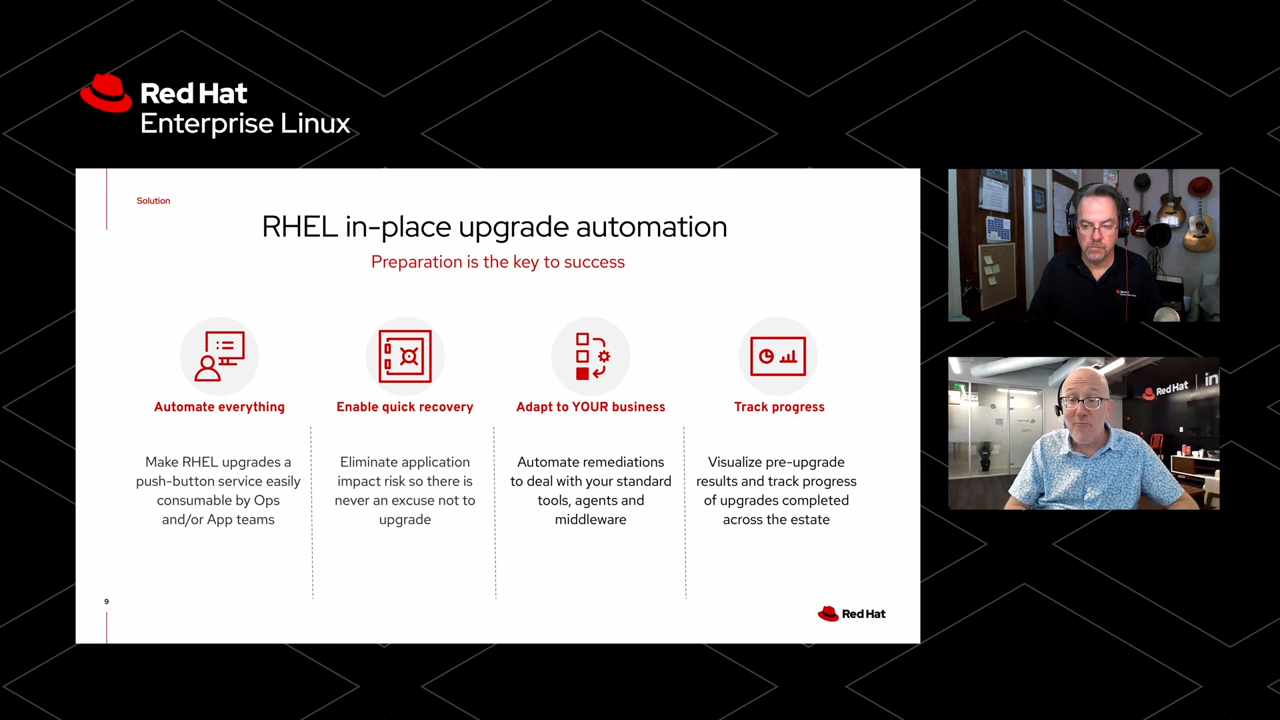 Red Hat
Enterprise Linux
Solution
RHEL in-place upgrade automation
Preparation is the key to success
Automate everything
Make RHEL upgrades a
push-button service easily
consumable by Ops
and/or App teams
Enable quick recovery
Eliminate application
impact risk so there is
never an excuse not to
upgrade
Adapt to YOUR business
Automate remediations
to deal with your standard
tools, agents and
middleware
Track progress
Visualize pre-upgrade
results and track progress
of upgrades completed
across the estate
9
Red Hat
Red Hat
in